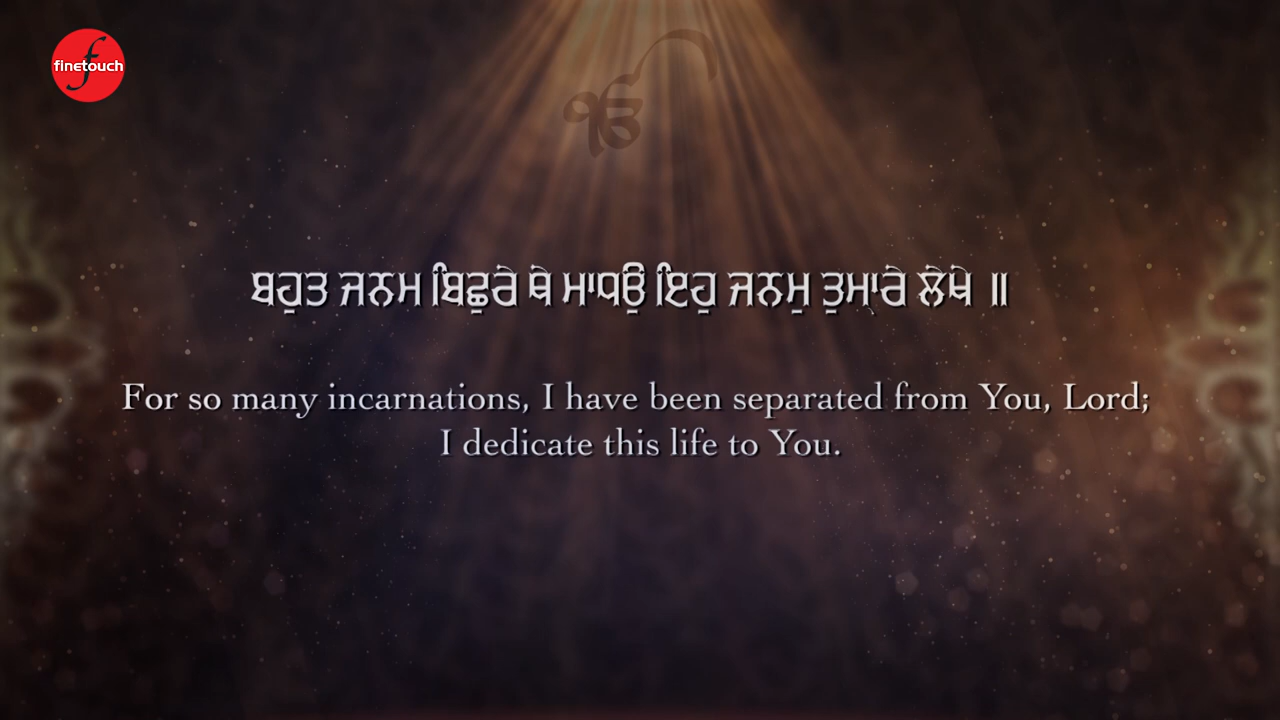 finetouch
ੴ
ਬਹੁਤ ਜਨਮ ਬਿਛੁਰੇ ਥੇ ਮਾਧਉ ਇਹੁ ਜਨਮੁ ਤੁਮ੍ਹਾਰੇ ਲੇਖੇ ॥
For so many incarnations, I have been separated from You, Lord;
I dedicate this life to You.